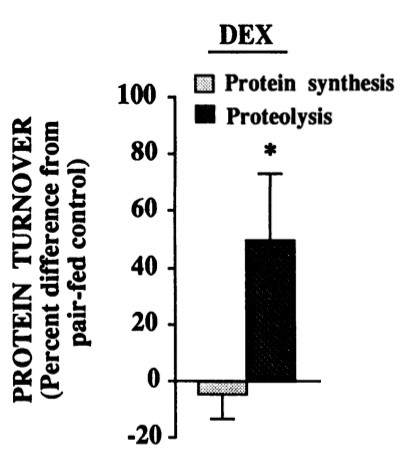 DEX
Protein synthesis
Proteolysis
PROTEIN TURNOVER
(Percent difference from
pair-fed control)
100
80
60
40
20
0
-20
*